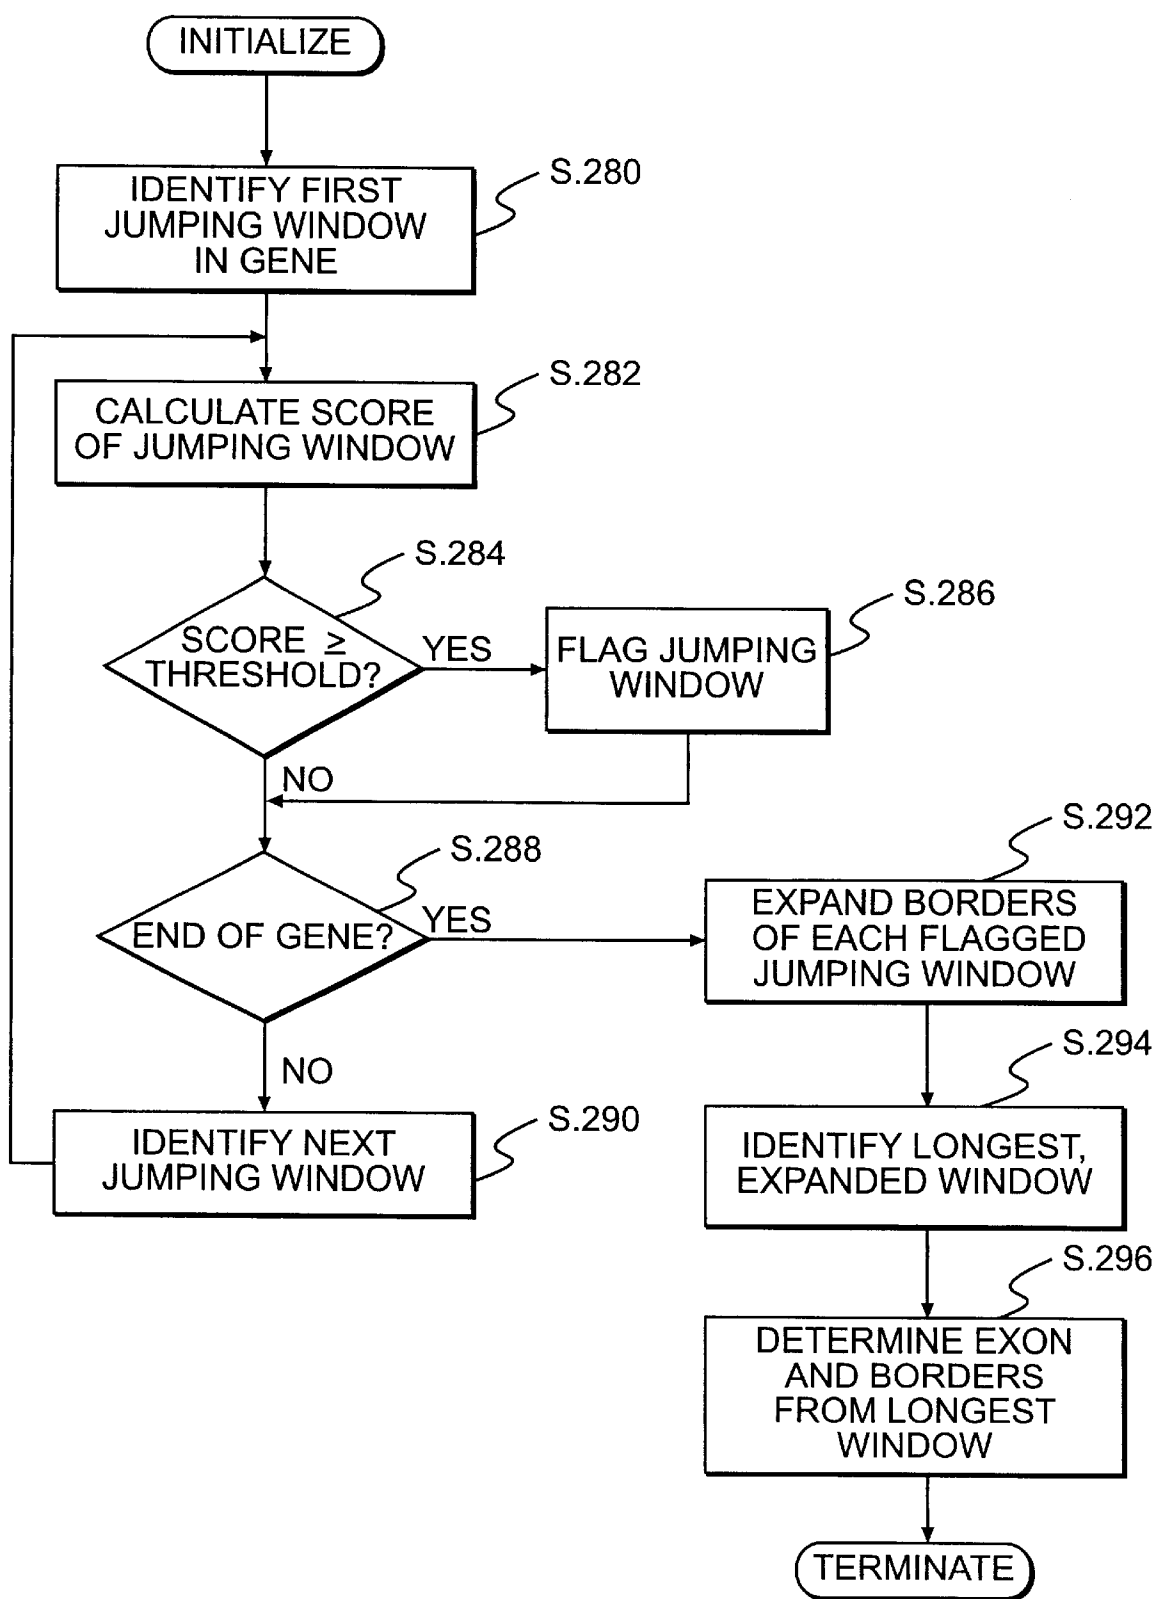 INITIALIZE
S.280
IDENTIFY FIRST
JUMPING WINDOW
IN GENE
S.282
CALCULATE SCORE
OF JUMPING WINDOW
S.284
SCORE ≥
THRESHOLD?
YES
S.286
FLAG JUMPING
WINDOW
NO
S.288
END OF GENE?
YES
S.292
EXPAND BORDERS
OF EACH FLAGGED
JUMPING WINDOW
NO
S.290
IDENTIFY NEXT
JUMPING WINDOW
S.294
IDENTIFY LONGEST,
EXPANDED WINDOW
S.296
DETERMINE EXON
AND BORDERS
FROM LONGEST
WINDOW
TERMINATE